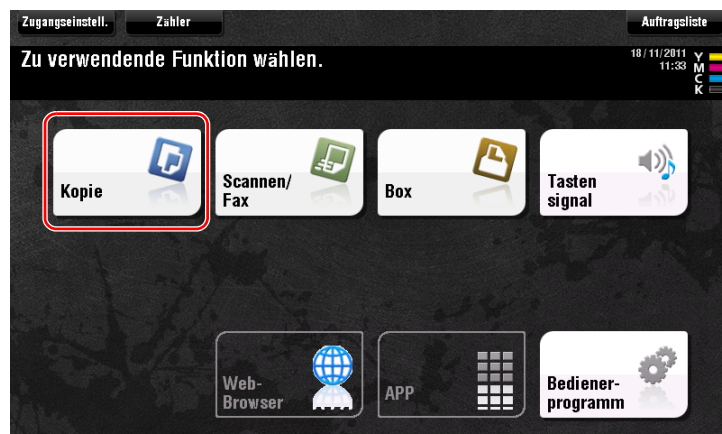 Zugangseinstell.
Zähler
Auftragsliste
Zu verwendende Funktion wählen.
18/11/2011
11:33
Y
M
C
K
Kopie
Scannen/
Fax
Box
Tasten
signal
Web-
Browser
APP
Bediener-
programm